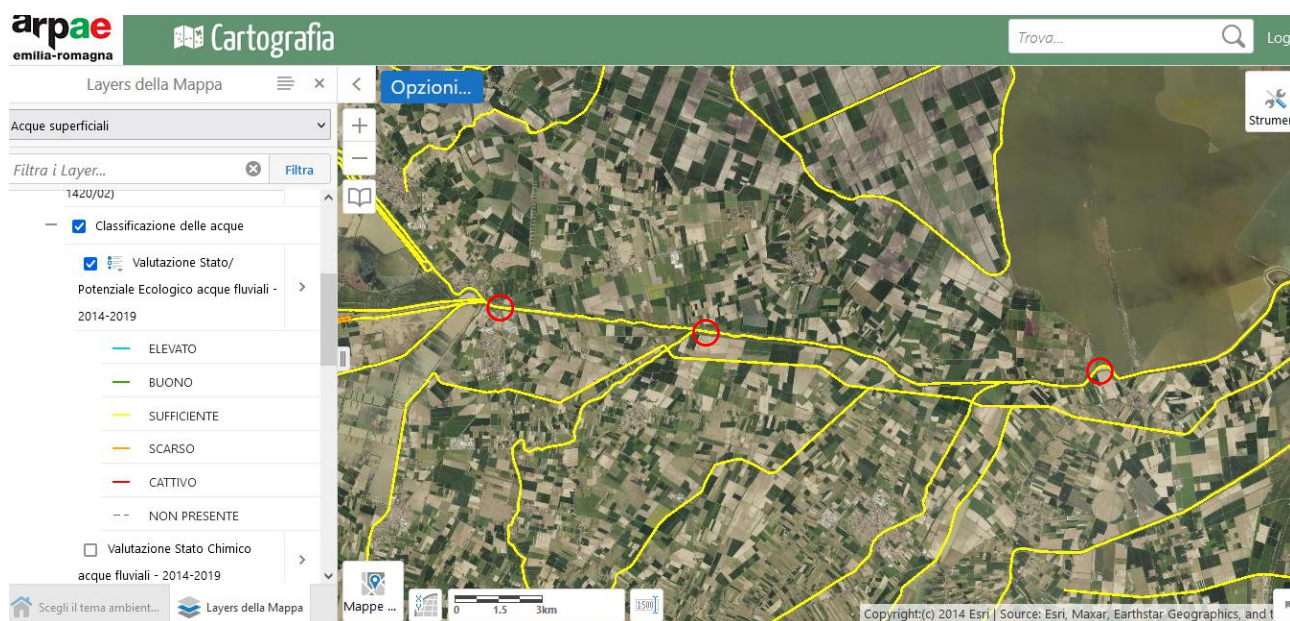 arpae
emilia-romagna
Cartografia
Trova...
Log
Layers della Mappa
Opzioni...
Acque superficiali
Filtra i Layer...
Filtra
1420/02)
Classificazione delle acque
Valutazione Stato/
Potenziale Ecologico acque fluviali -
2014-2019
ELEVATO
BUONO
SUFFICIENTE
SCARSO
CATTIVO
NON PRESENTE
Valutazione Stato Chimico
acque fluviali - 2014-2019
Scegli il tema ambient...
Layers della Mappa
Strumen
Mappe ...
0 1.5 3km
1:500
Copyright:(c) 2014 Esri | Source: Esri, Maxar, Earthstar Geographics, and t